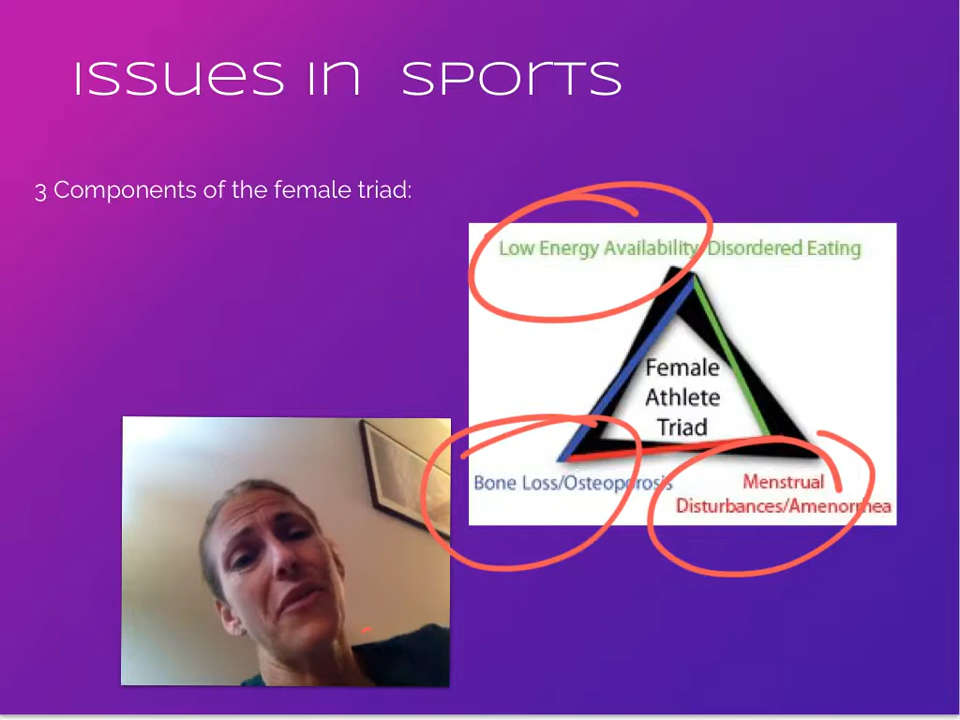 Issues In Sports
3 Components of the female triad:
Low Energy Availability Disordered Eating
Female
Athlete
Triad
Bone Loss/Osteoporosis
Menstrual
Disturbances/Amenorrhea